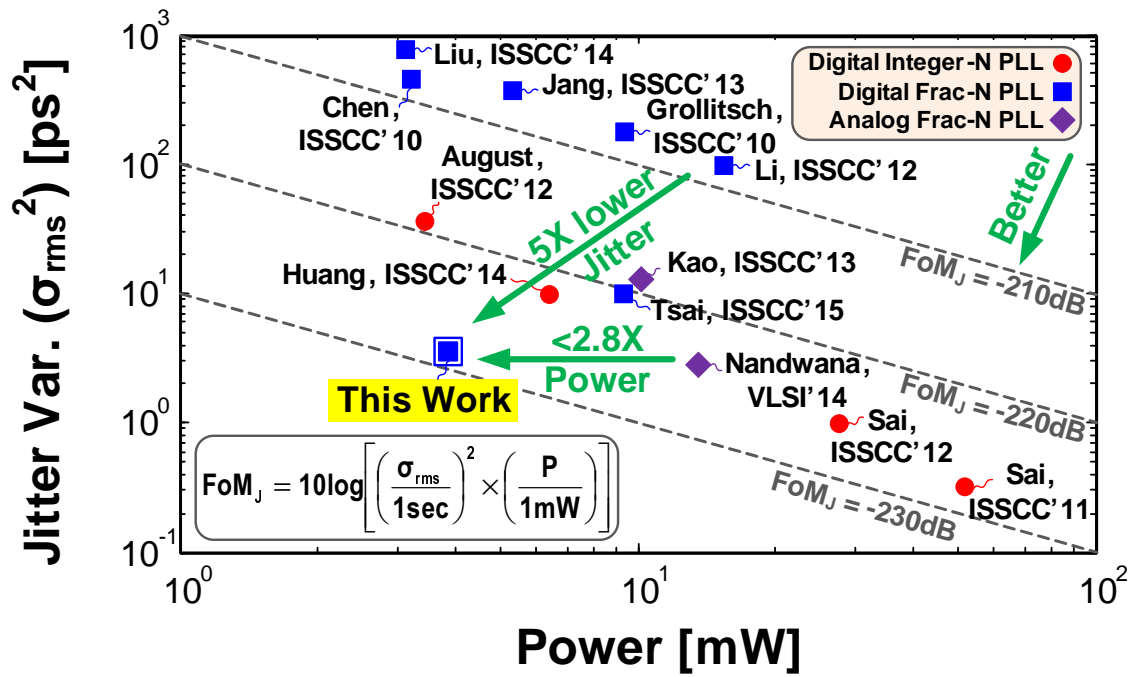 Jitter Var. (σrms²) [ps²]
10³
10²
10¹
10⁰
10⁻¹
Liu, ISSCC'14
Chen,
ISSCC'10
Jang, ISSCC'13
Grollitsch,
ISSCC'10
Li, ISSCC'12
Digital Integer-N PLL
Digital Frac-N PLL
Analog Frac-N PLL
Better
August,
ISSCC'12
5X lower
Jitter
Huang, ISSCC'14
Kao, ISSCC'13
Tsai, ISSCC'15
FoMJ = -210dB
<2.8X
Power
This Work
Nandwana,
VLSI'14
FoMJ = -220dB
Sai,
ISSCC'12
Sai,
ISSCC'11
FoMJ = -230dB
FoMJ = 10log[(σrms/1sec)² × (P/1mW)]
10⁰
10¹
10²
Power [mW]